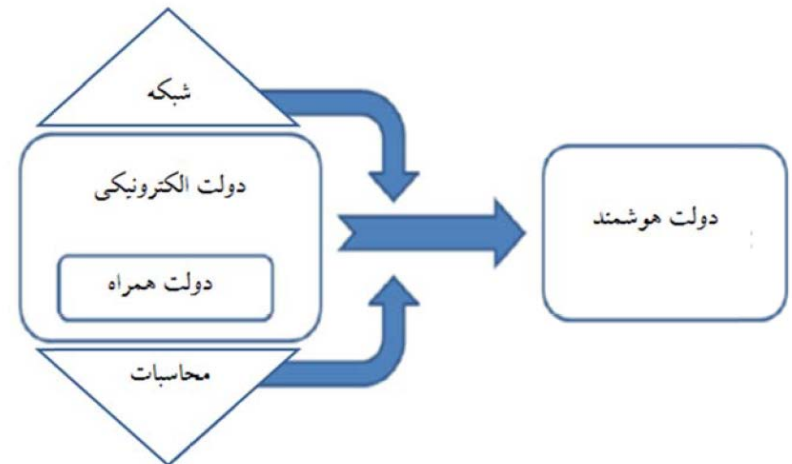 شبکه
دولت الکترونیکی
دولت همراه
محاسبات
دولت هوشمند